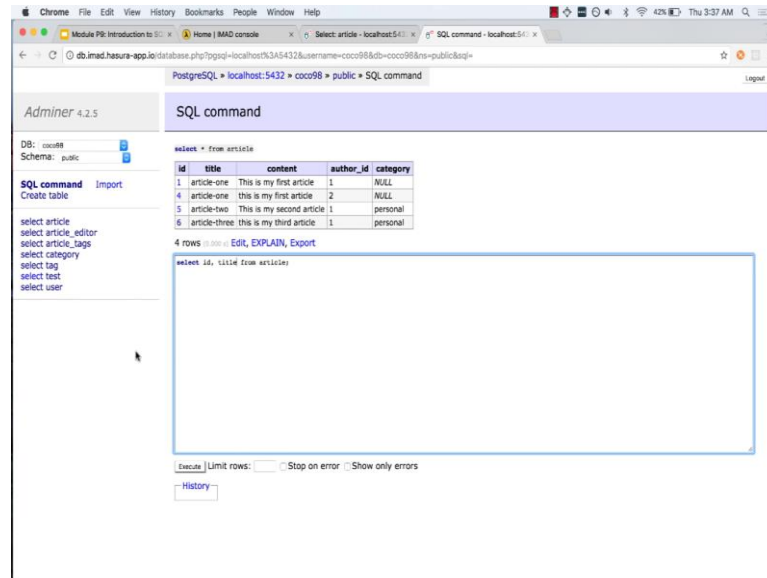 Chrome File Edit View History Bookmarks People Window Help 42% Thu 3:37 AM
Module P9: Introduction to SQ x Home | IMAD console x Select: article - localhost:543 x SQL command - localhost:543 x
db.imad.hasura-app.io/database.php?pgsql=localhost%3A5432&username=coco98&db=coco98&ns=public&sql=
PostgreSQL » localhost:5432 » coco98 » public » SQL command
Logout
Adminer 4.2.5
SQL command
DB: coco98
Schema: public
SQL command Import
Create table
select article
select article_editor
select article_tags
select category
select tag
select test
select user
select * from article
id title content author_id category
1 article-one This is my first article 1 NULL
4 article-one this is my first article 2 NULL
5 article-two This is my second article 1 personal
6 article-three this is my third article 1 personal
4 rows (0.000 s) Edit, EXPLAIN, Export
select id, title from article;
Execute Limit rows: Stop on error Show only errors
History